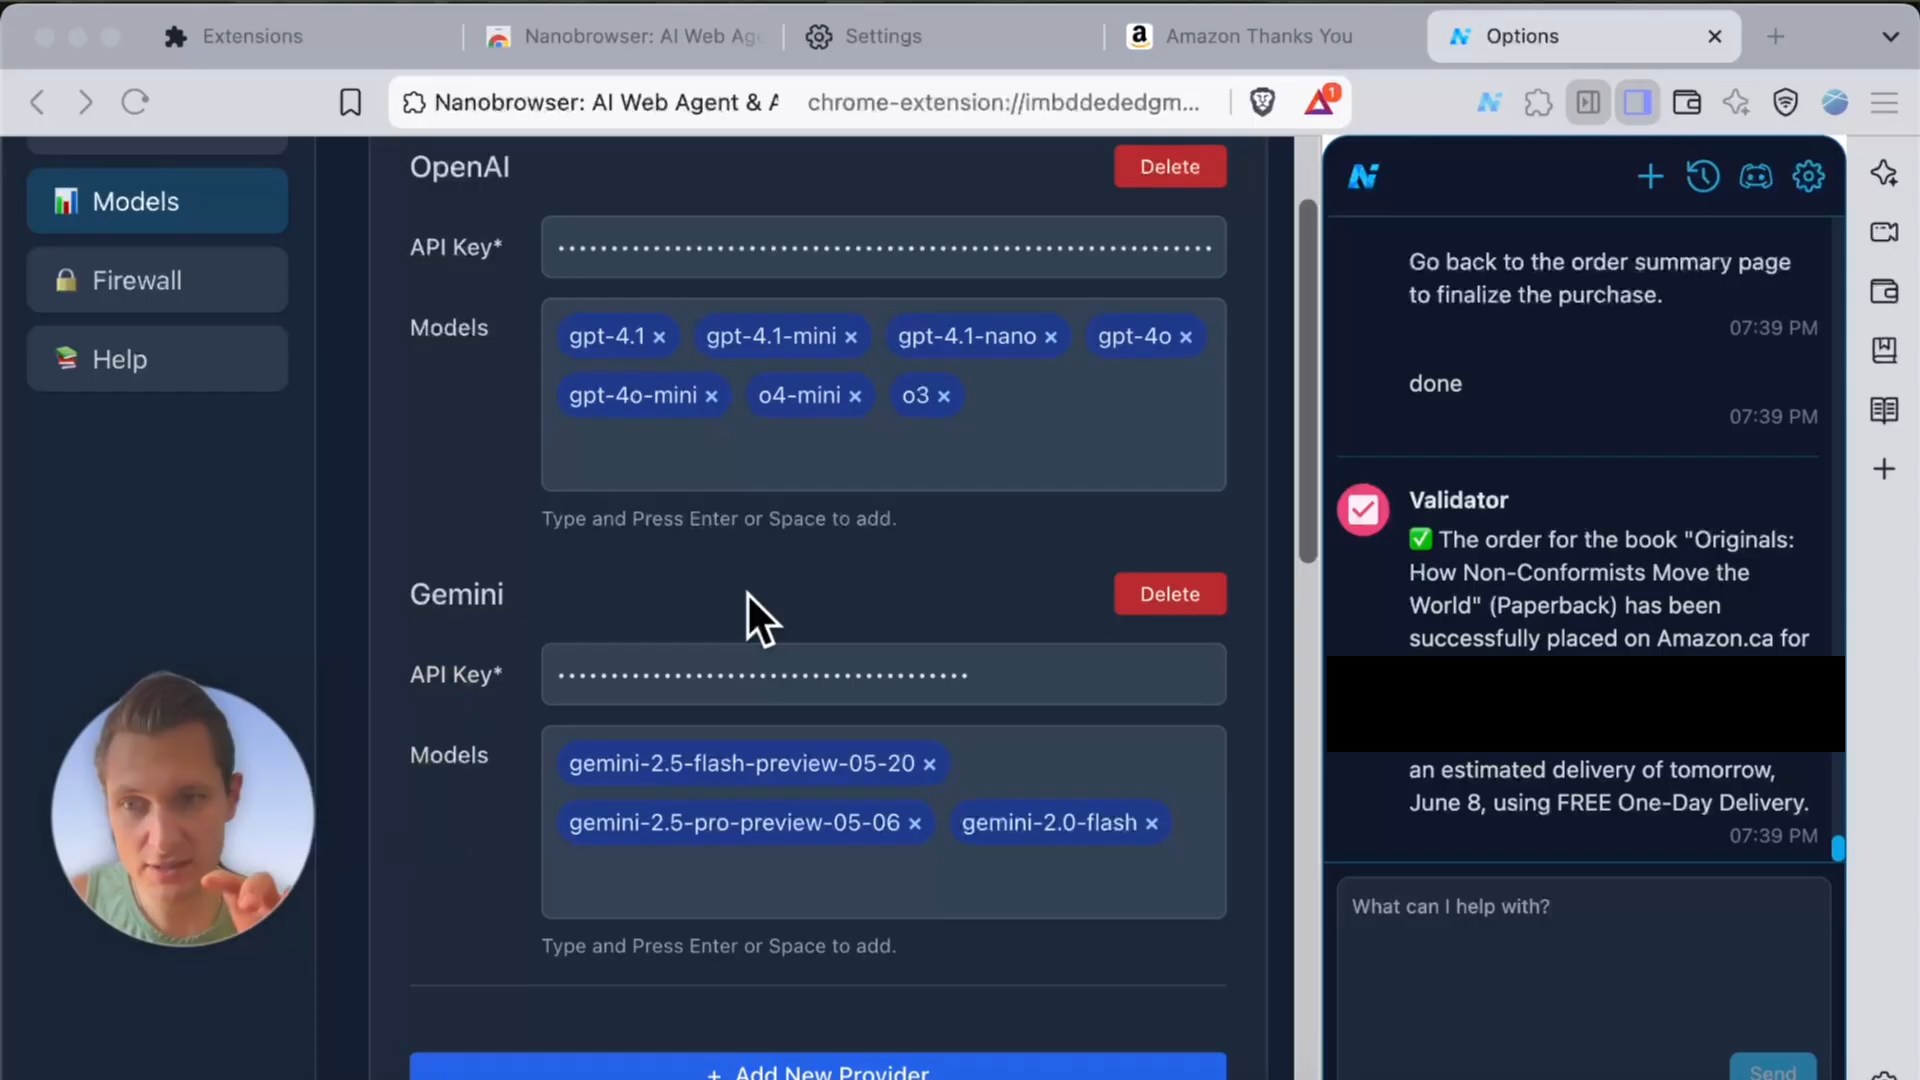 Extensions
Nanobrowser: AI Web Age
Settings
Amazon Thanks You
Options
Nanobrowser: AI Web Agent & A
chrome-extension://imbddededgm...
1
Models
Firewall
Help
OpenAI
Delete
API Key*
Models
gpt-4.1 ×
gpt-4.1-mini ×
gpt-4.1-nano ×
gpt-4o ×
gpt-4o-mini ×
o4-mini ×
o3 ×
Type and Press Enter or Space to add.
Gemini
Delete
API Key*
Models
gemini-2.5-flash-preview-05-20 ×
gemini-2.5-pro-preview-05-06 ×
gemini-2.0-flash ×
Type and Press Enter or Space to add.
+ Add New Provider
Go back to the order summary page
to finalize the purchase.
07:39 PM
done
07:39 PM
Validator
✅ The order for the book "Originals:
How Non-Conformists Move the
World" (Paperback) has been
successfully placed on Amazon.ca for
an estimated delivery of tomorrow,
June 8, using FREE One-Day Delivery.
07:39 PM
What can I help with?
Send